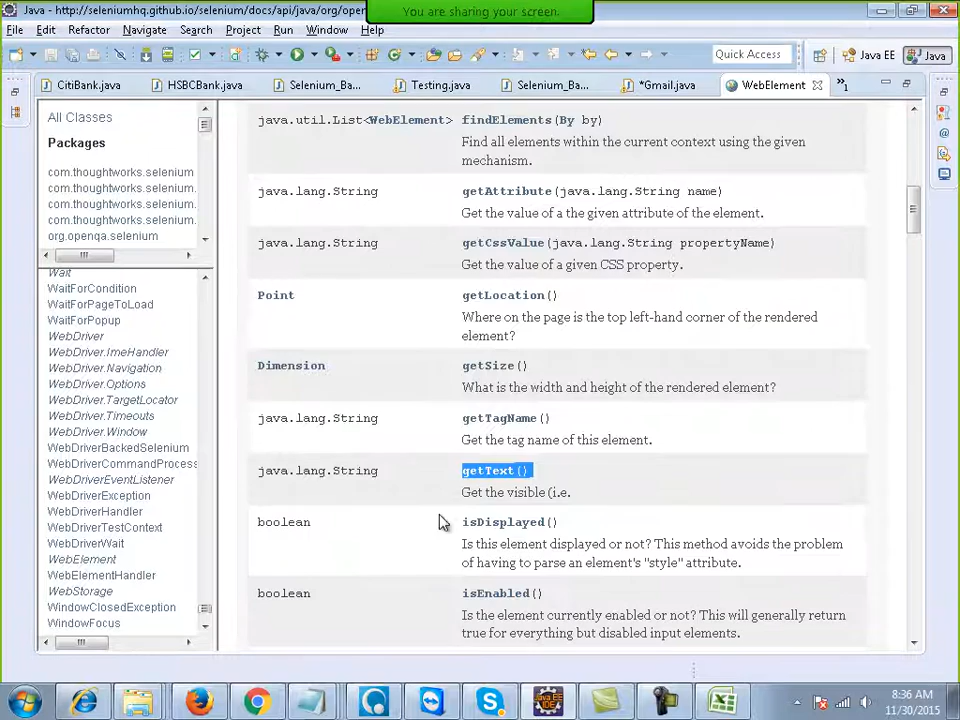 You are sharing your screen.
Java - http://seleniumhq.github.io/selenium/docs/api/java/org/open
File Edit Refactor Navigate Search Project Run Window Help
Quick Access
Java EE
Java
CitiBank.java
HSBCBank.java
Selenium_Ba...
Testing.java
Selenium_Ba...
*Gmail.java
WebElement
»1
All Classes
Packages
com.thoughtworks.selenium
com.thoughtworks.selenium.
com.thoughtworks.selenium.
com.thoughtworks.selenium.
org.openqa.selenium
Wait
WaitForCondition
WaitForPageToLoad
WaitForPopup
WebDriver
WebDriver.ImeHandler
WebDriver.Navigation
WebDriver.Options
WebDriver.TargetLocator
WebDriver.Timeouts
WebDriver.Window
WebDriverBackedSelenium
WebDriverCommandProcess
WebDriverEventListener
WebDriverException
WebDriverHandler
WebDriverTestContext
WebDriverWait
WebElement
WebElementHandler
WebStorage
WindowClosedException
WindowFocus
java.util.List<WebElement> findElements(By by)
Find all elements within the current context using the given
mechanism.
java.lang.String getAttribute(java.lang.String name)
Get the value of a the given attribute of the element.
java.lang.String getCssValue(java.lang.String propertyName)
Get the value of a given CSS property.
Point getLocation()
Where on the page is the top left-hand corner of the rendered
element?
Dimension getSize()
What is the width and height of the rendered element?
java.lang.String getTagName()
Get the tag name of this element.
java.lang.String getText()
Get the visible (i.e.
boolean isDisplayed()
Is this element displayed or not? This method avoids the problem
of having to parse an element's "style" attribute.
boolean isEnabled()
Is the element currently enabled or not? This will generally return
true for everything but disabled input elements.
8:36 AM
11/30/2015